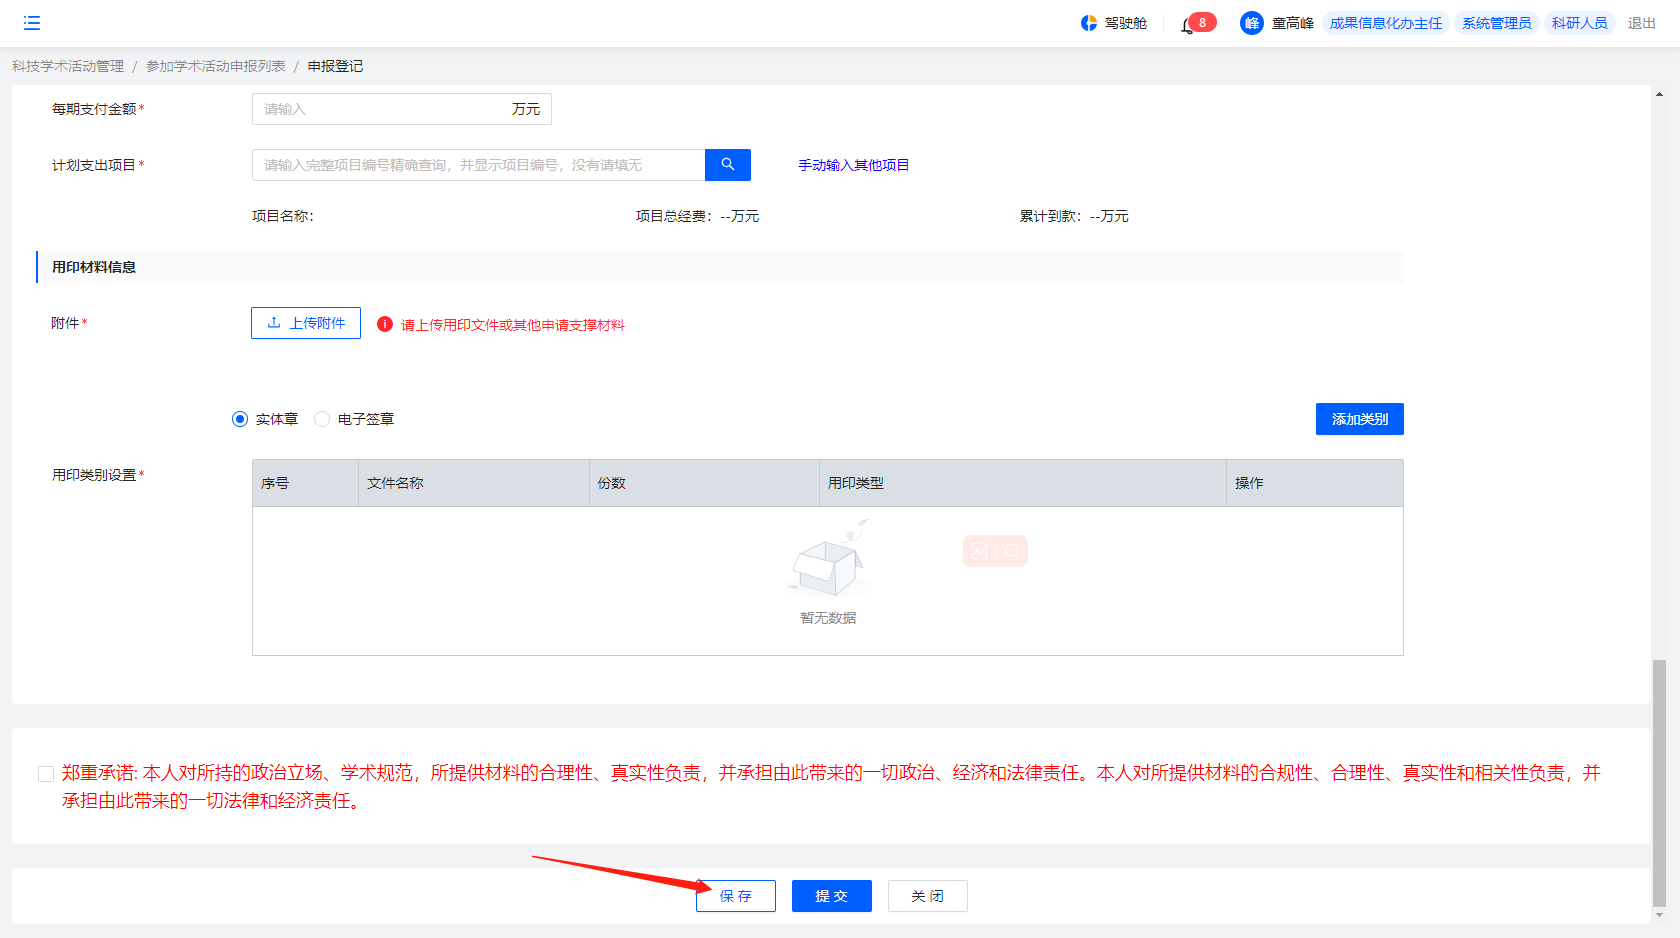 驾驶舱 8 峰 童高峰 成果信息化办主任 系统管理员 科研人员 退出
科技学术活动管理 / 参加学术活动申报列表 / 申报登记
每期支付金额* 请输入 万元
计划支出项目* 请输入完整项目编号精确查询，并显示项目编号，没有请填无 手动输入其他项目
项目名称： 项目总经费：--万元 累计到款：--万元
用印材料信息
附件* 上传附件 请上传用印文件或其他申请支撑材料
实体章 电子签章 添加类别
用印类别设置* 序号 文件名称 份数 用印类型 操作
AI
暂无数据
郑重承诺: 本人对所持的政治立场、学术规范，所提供材料的合理性、真实性负责，并承担由此带来的一切政治、经济和法律责任。本人对所提供材料的合规性、合理性、真实性和相关性负责，并
承担由此带来的一切法律和经济责任。
保 存 提 交 关 闭